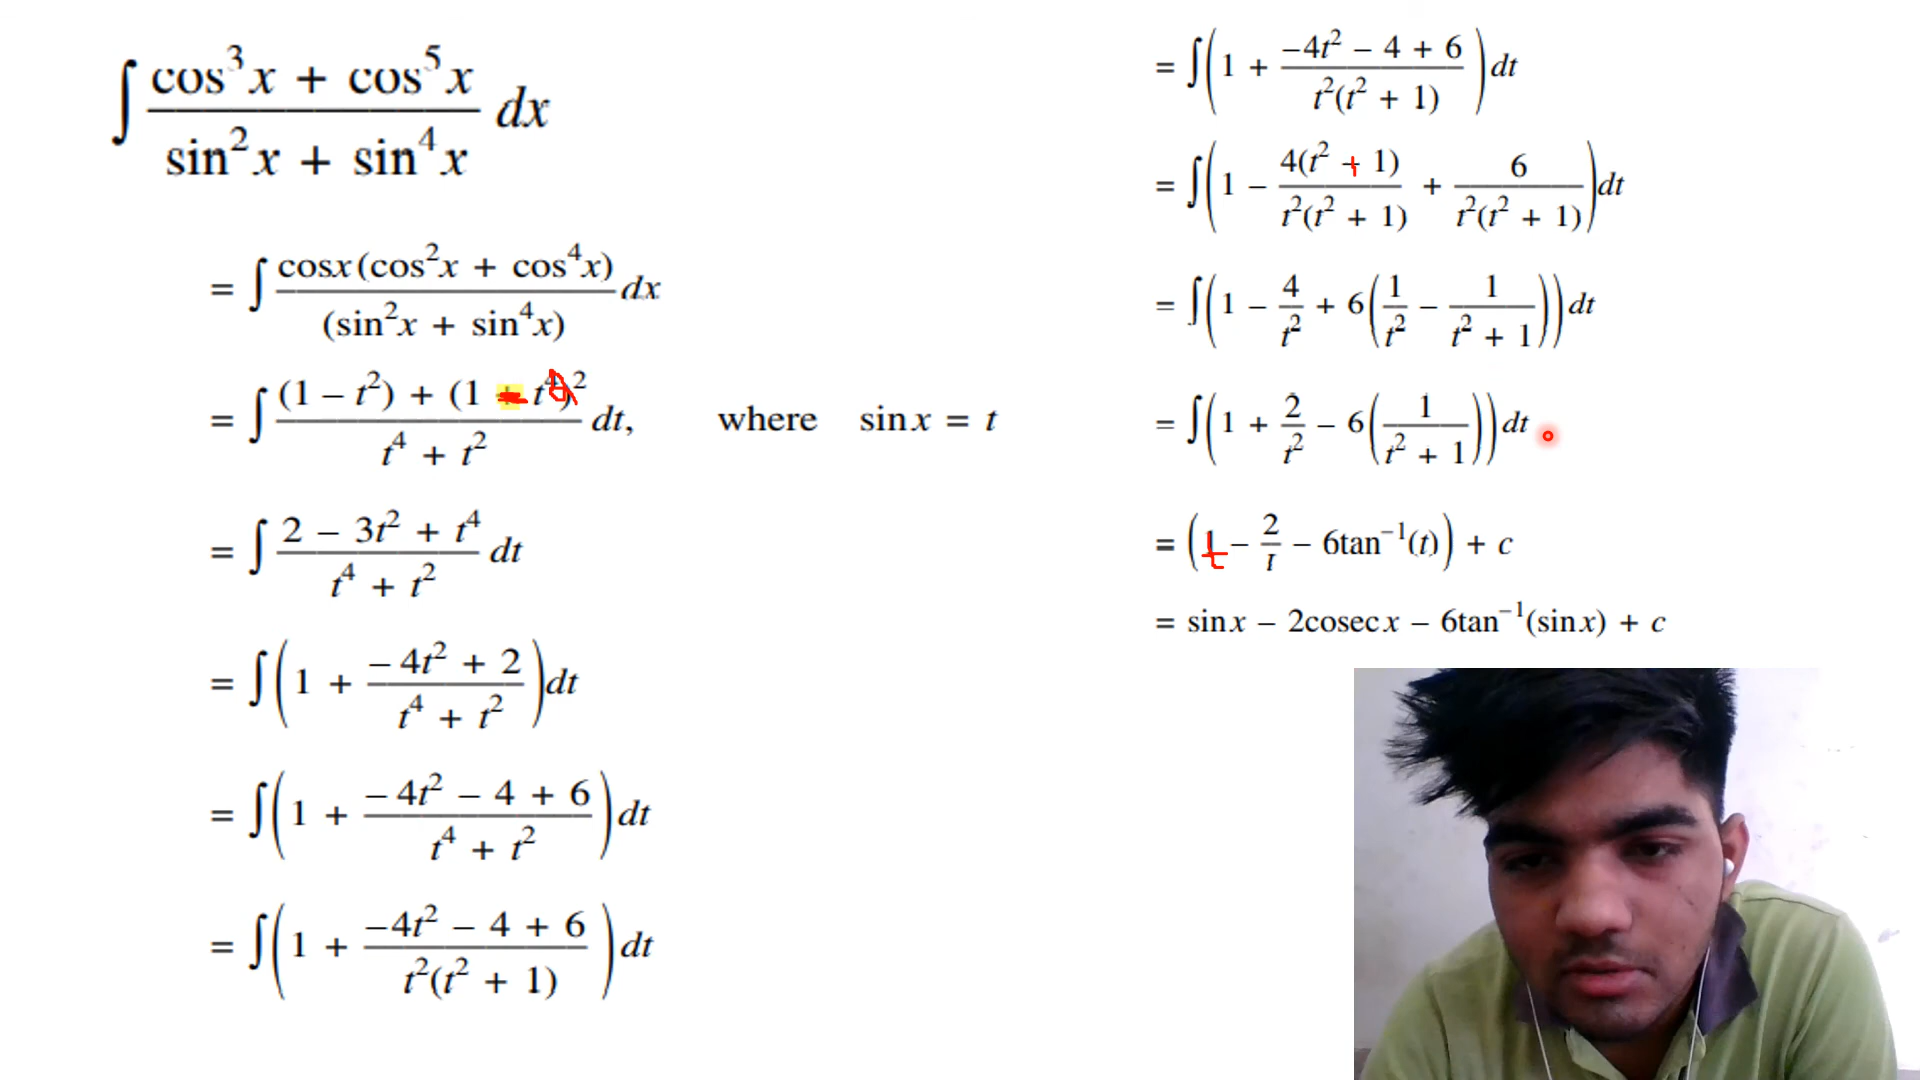 ∫ (cos³x + cos⁵x)/(sin²x + sin⁴x) dx
= ∫ cosx(cos²x + cos⁴x)/(sin²x + sin⁴x) dx
= ∫ ((1 − t²) + (1 − t²)²)/(t⁴ + t²) dt, where sinx = t
= ∫ (2 − 3t² + t⁴)/(t⁴ + t²) dt
= ∫(1 + (−4t² + 2)/(t⁴ + t²))dt
= ∫(1 + (−4t² − 4 + 6)/(t⁴ + t²))dt
= ∫(1 + (−4t² − 4 + 6)/(t²(t² + 1)))dt
= ∫(1 + (−4t² − 4 + 6)/(t²(t² + 1)))dt
= ∫(1 − 4(t² + 1)/(t²(t² + 1)) + 6/(t²(t² + 1)))dt
= ∫(1 − 4/t² + 6(1/t² − 1/(t² + 1)))dt
= ∫(1 + 2/t² − 6(1/(t² + 1)))dt
= (t − 2/t − 6tan⁻¹(t)) + c
= sinx − 2cosecx − 6tan⁻¹(sinx) + c